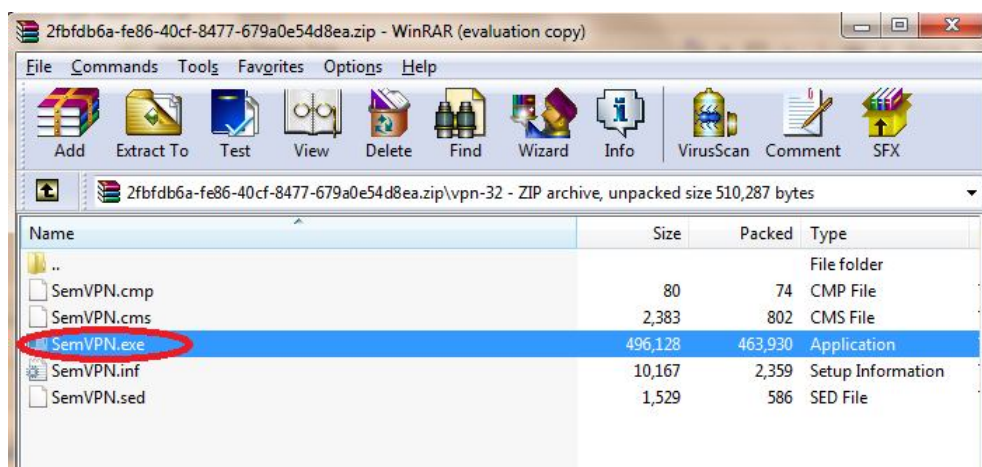 2fbfdb6a-fe86-40cf-8477-679a0e54d8ea.zip - WinRAR (evaluation copy)
File Commands Tools Favorites Options Help
Add Extract To Test View Delete Find Wizard Info VirusScan Comment SFX
2fbfdb6a-fe86-40cf-8477-679a0e54d8ea.zip\vpn-32 - ZIP archive, unpacked size 510,287 bytes
Name Size Packed Type
.. File folder
SemVPN.cmp 80 74 CMP File
SemVPN.cms 2,383 802 CMS File
SemVPN.exe 496,128 463,930 Application
SemVPN.inf 10,167 2,359 Setup Information
SemVPN.sed 1,529 586 SED File